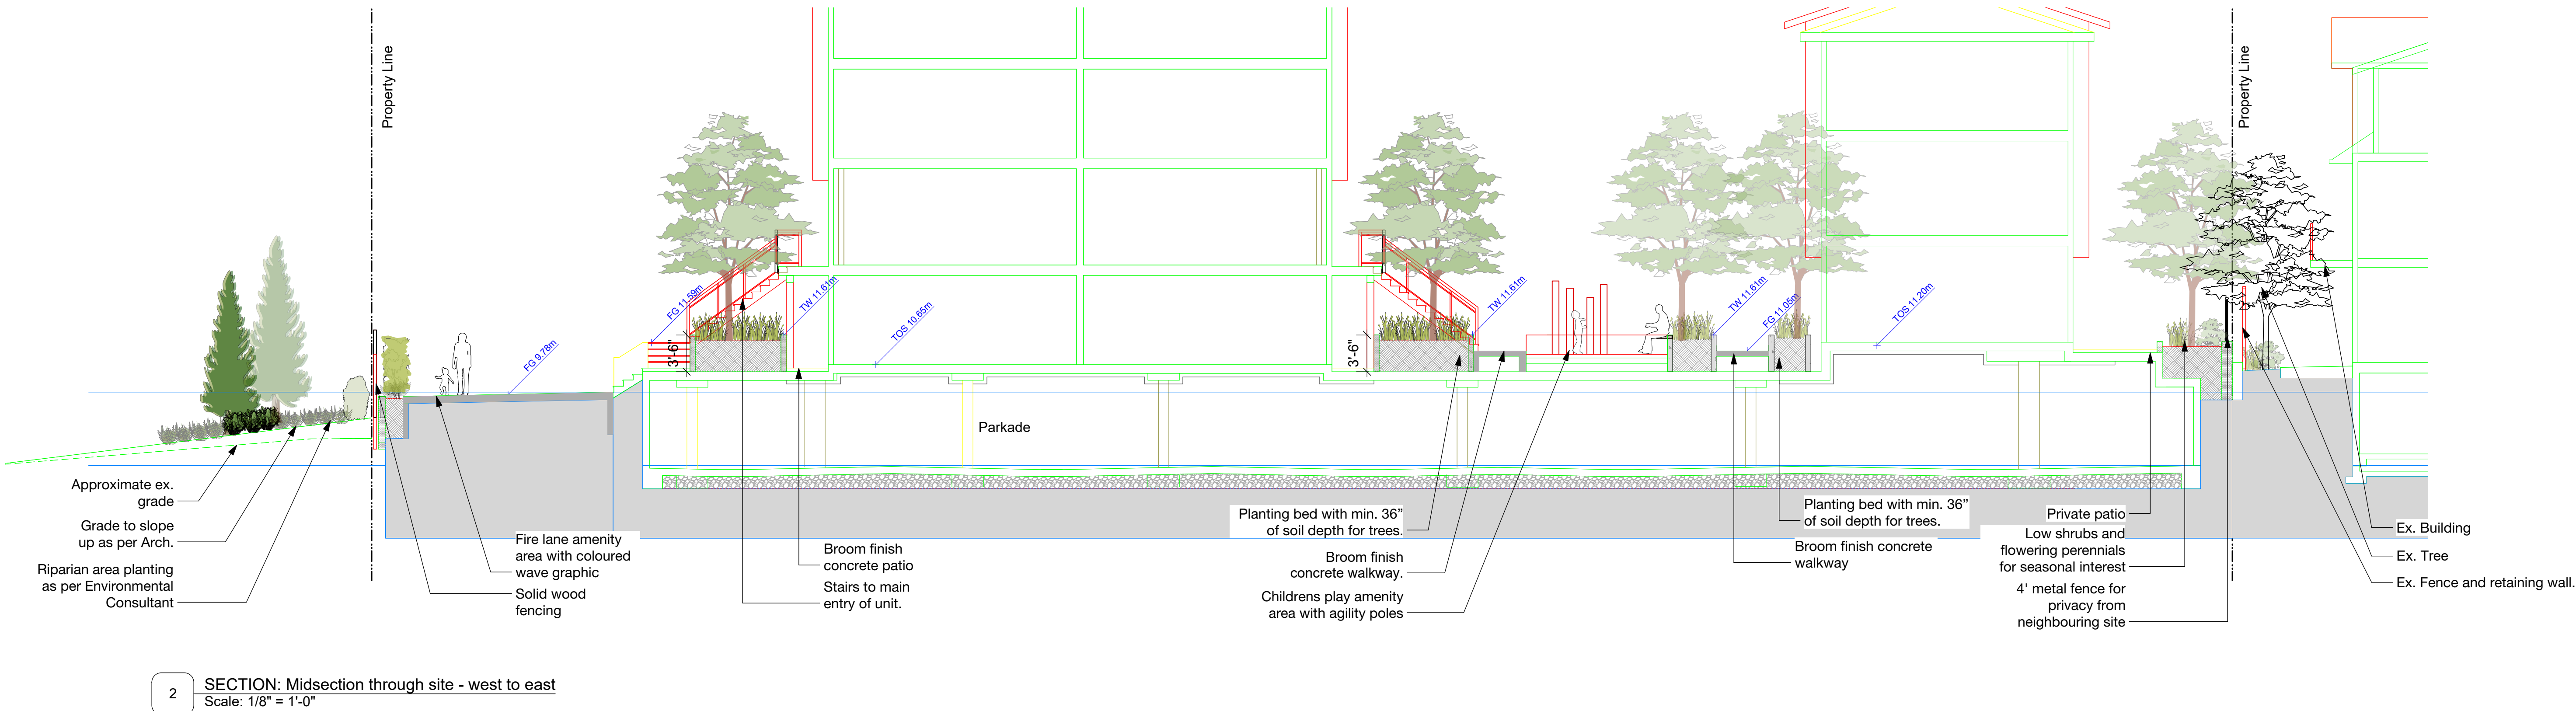 Property Line
Property Line
FG 9.78m
FG 11.59m
3'-6"
TW 11.61m
TOS 10.65m
3'-6"
TW 11.61m
TW 11.61m
FG 11.05m
TOS 11.20m
Parkade
Approximate ex.
grade
Grade to slope
up as per Arch.
Riparian area planting
as per Environmental
Consultant
Fire lane amenity
area with coloured
wave graphic
Solid wood
fencing
Broom finish
concrete patio
Stairs to main
entry of unit.
Planting bed with min. 36”
of soil depth for trees.
Broom finish
concrete walkway.
Childrens play amenity
area with agility poles
Planting bed with min. 36”
of soil depth for trees.
Broom finish concrete
walkway
Private patio
Low shrubs and
flowering perennials
for seasonal interest
4' metal fence for
privacy from
neighbouring site
Ex. Building
Ex. Tree
Ex. Fence and retaining wall.
2
SECTION: Midsection through site - west to east
Scale: 1/8" = 1'-0"